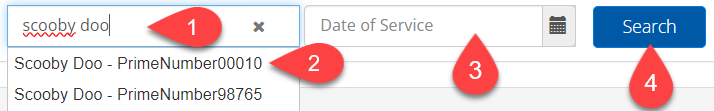 scooby doo 1 Date of Service Search
Scooby Doo - PrimeNumber00010 2 3 4
Scooby Doo - PrimeNumber98765